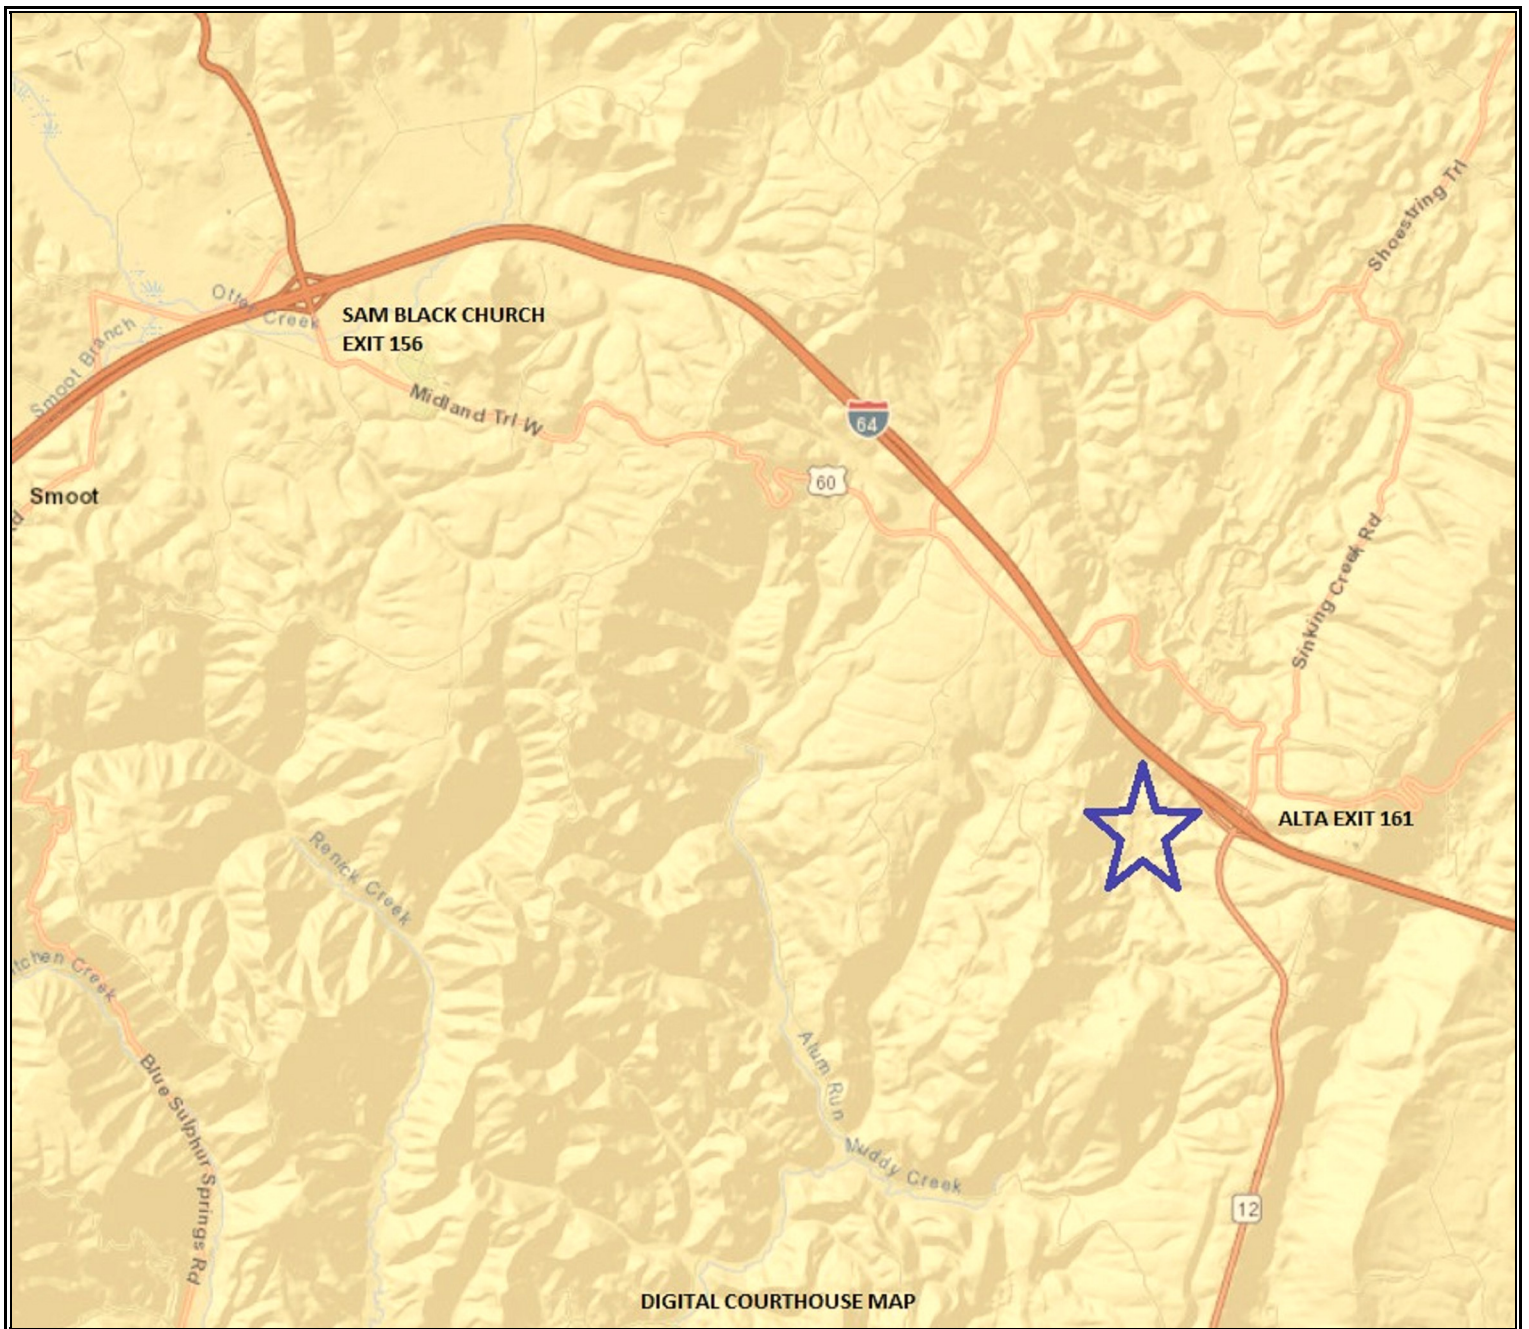 Shoestring Trl
Otter Creek
SAM BLACK CHURCH
EXIT 156
Smoot Branch
Midland Trl W
64
60
Smoot
Sinking Creek Rd
ALTA EXIT 161
Renick Creek
tchen Creek
Alum Run
Blue Sulphur Springs Rd
Muddy Creek
12
DIGITAL COURTHOUSE MAP